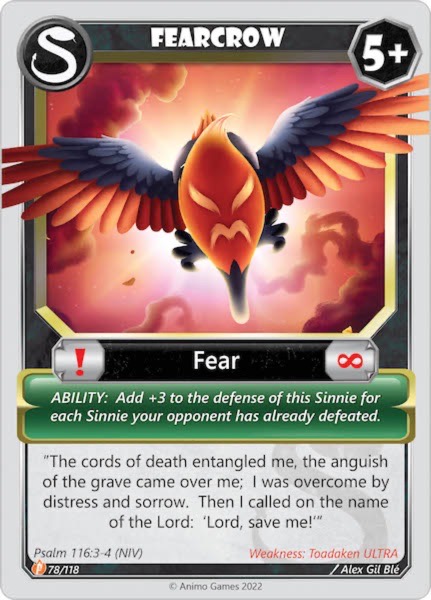 S
FEARCROW
5+
!
Fear
∞
ABILITY: Add +3 to the defense of this Sinnie for
each Sinnie your opponent has already defeated.
"The cords of death entangled me, the anguish
of the grave came over me; I was overcome by
distress and sorrow. Then I called on the name
of the Lord: 'Lord, save me!'"
Psalm 116:3-4 (NIV)
Weakness: Toadaken ULTRA
78/118
/ Alex Gil Blé
© Animo Games 2022